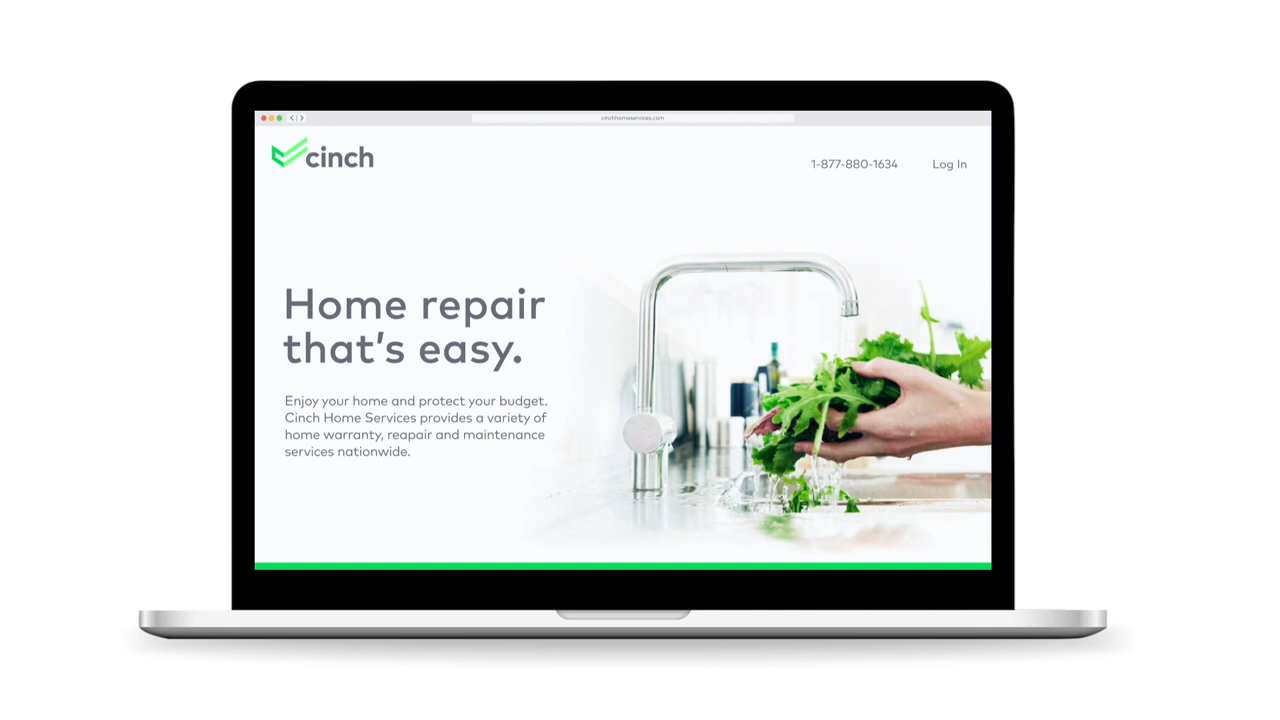 cinchhomeservices.com
cinch
1-877-880-1634 Log In
Home repair
that's easy.
Enjoy your home and protect your budget.
Cinch Home Services provides a variety of
home warranty, reapair and maintenance
services nationwide.